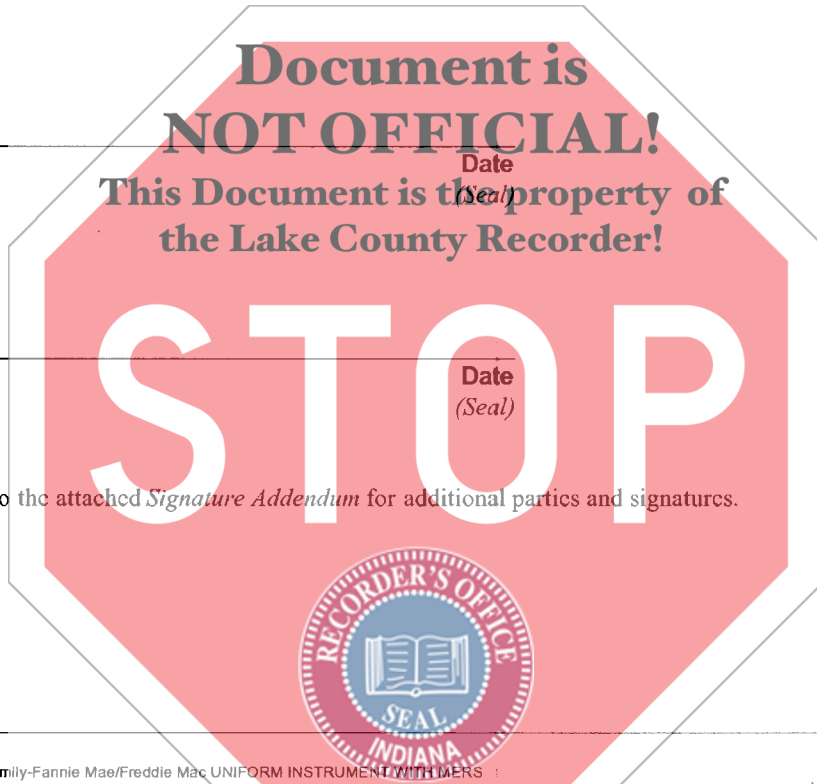 Document is
NOT OFFICIAL!
Date
This Document is the property of
(Seal)
the Lake County Recorder!
STOP
Date
(Seal)
o the attached Signature Addendum for additional parties and signatures.
RECORDER'S OFFICE
SEAL
INDIANA
mily-Fannie Mae/Freddie Mac UNIFORM INSTRUMENT WITH MERS